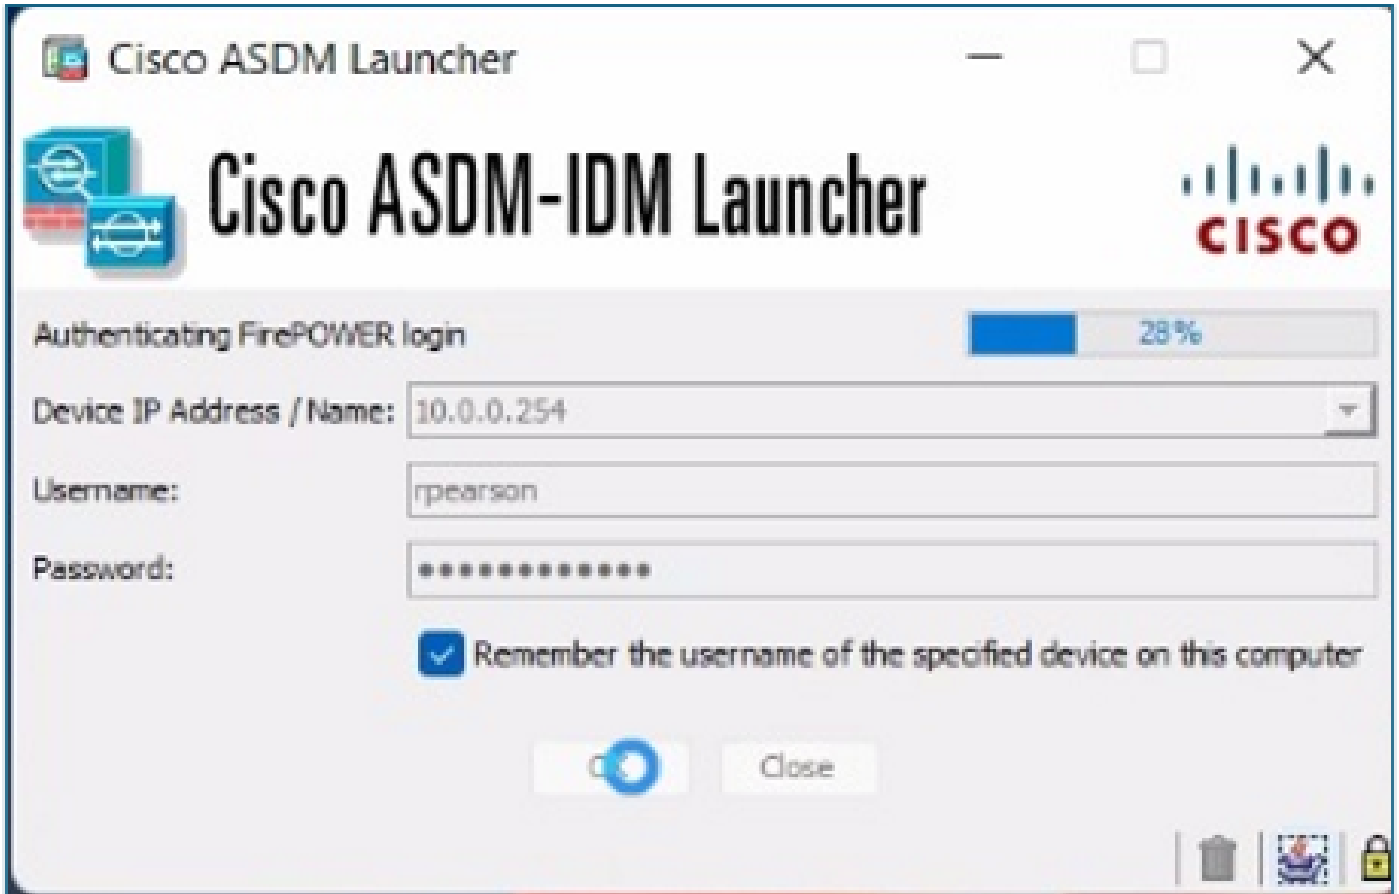 Cisco ASDM Launcher
Cisco ASDM-IDM Launcher
CISCO
Authenticating FirePOWER login
28%
Device IP Address / Name:
10.0.0.254
Username:
rpearson
Password:
Remember the username of the specified device on this computer
Close